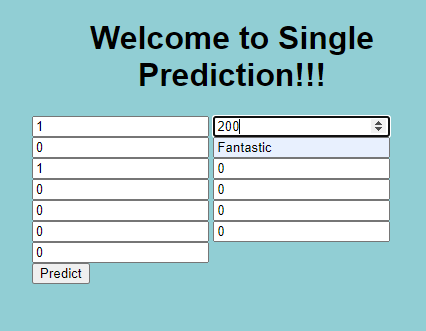 Welcome to Single
Prediction!!!
1 200
0 Fantastic
1 0
0 0
0 0
0 0
0
Predict